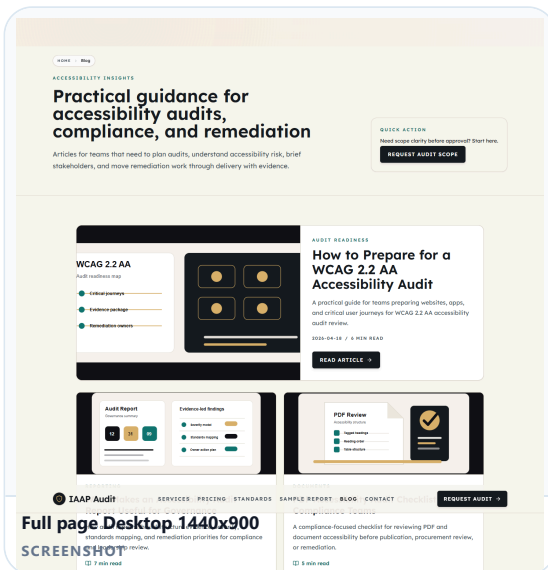 HOME Blog
ACCESSIBILITY INSIGHTS
Practical guidance for
accessibility audits,
compliance, and remediation
Articles for teams that need to plan audits, understand accessibility risk, brief
stakeholders, and move remediation work through delivery with evidence.
QUICK ACTION
Need scope clarity before approval? Start here.
REQUEST AUDIT SCOPE
WCAG 2.2 AA
Audit readiness map
Critical journeys
Evidence package
Remediation owners
AUDIT READINESS
How to Prepare for a
WCAG 2.2 AA
Accessibility Audit
A practical guide for teams preparing websites, apps,
and critical user journeys for WCAG 2.2 AA accessibility
audit review.
2026-04-18 / 6 MIN READ
READ ARTICLE →
Audit Report
Governance summary
12
Evidence-led findings
Severity model
Standards mapping
Owner action plan
PDF Review
Accessibility structure
Tagged headings
Reading order
Table structure
IAAP Audit
SERVICES PRICING STANDARDS SAMPLE REPORT BLOG CONTACT
REQUEST AUDIT →
Report Useful for Governance
Compliance Teams
Full page Desktop 1440x900
standards mapping, and remediation priorities for compliance
and leadership review.
SCREENSHOT
7 min read
A compliance-focused checklist for reviewing PDF and
document accessibility before publication, procurement review,
or remediation.
5 min read